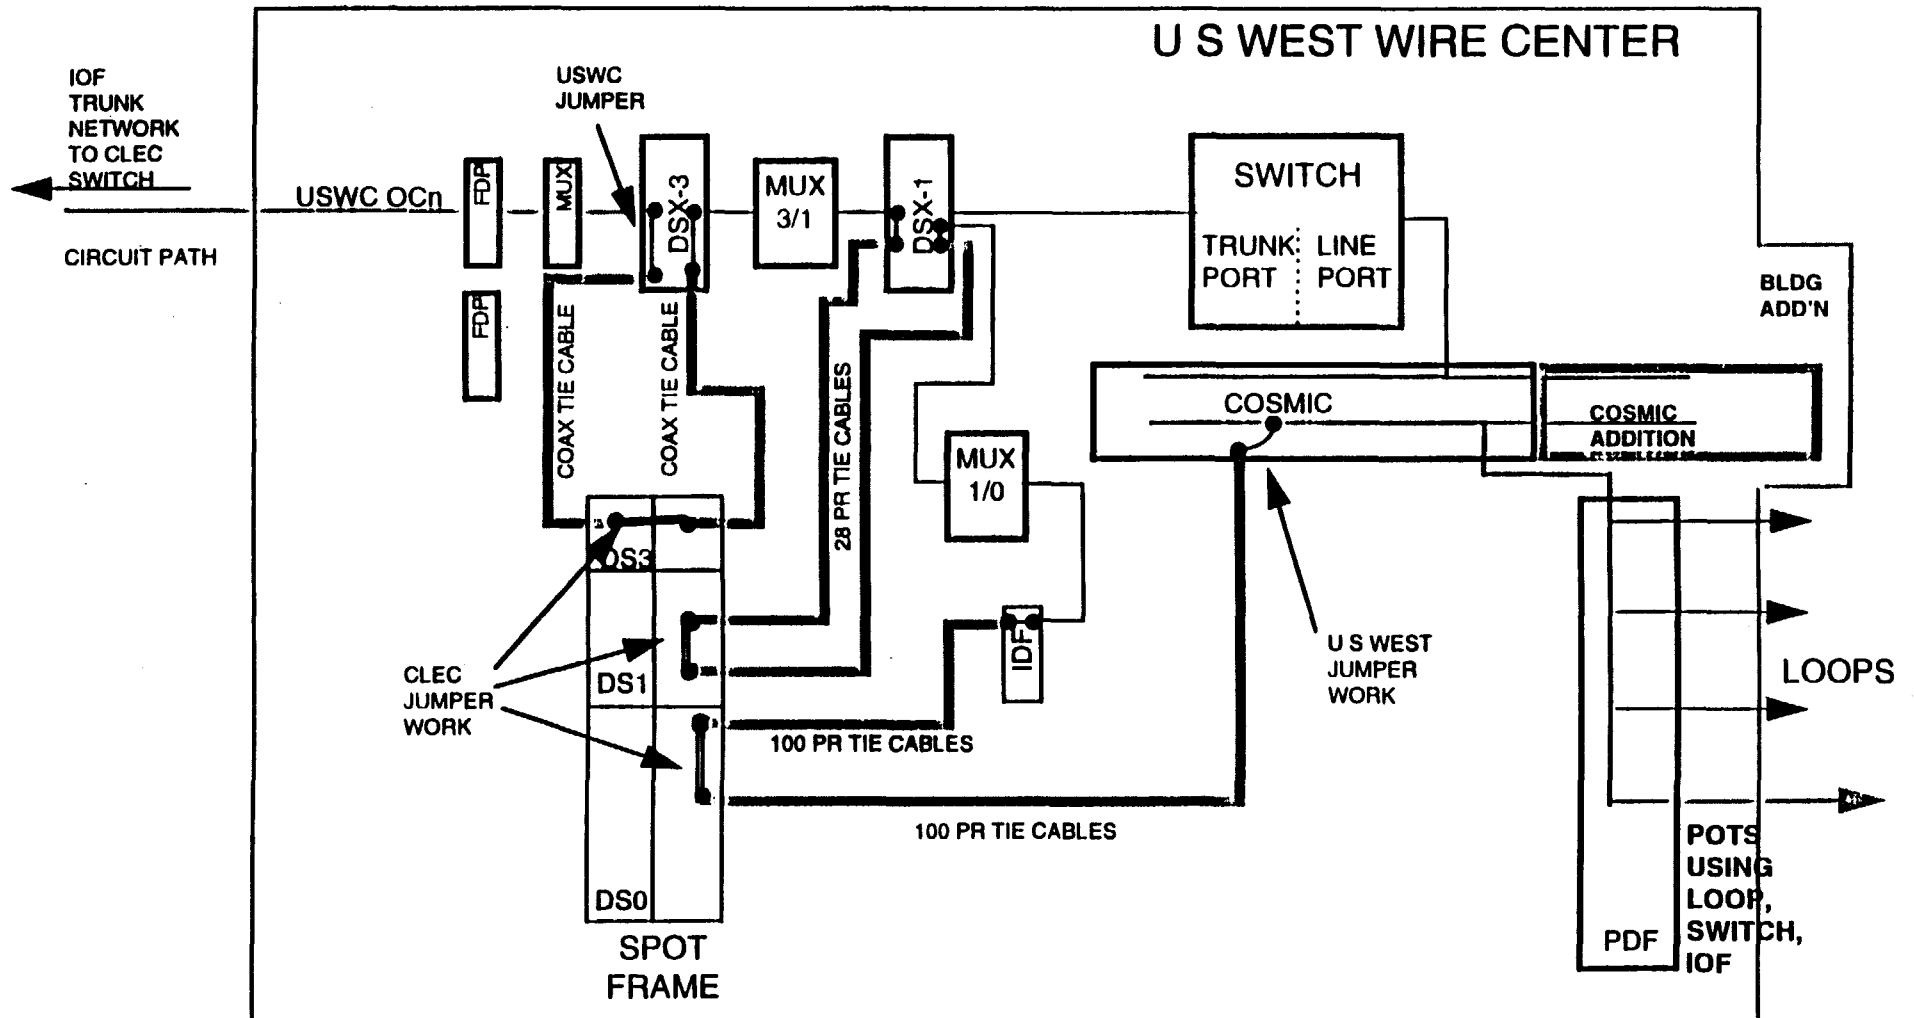 U S WEST WIRE CENTER
IOF
TRUNK
NETWORK
TO CLEC
SWITCH
USWC
JUMPER
USWC OCn
CIRCUIT PATH
FDP
FDP
MUX
DSX-3
MUX
3/1
DSX-1
SWITCH
TRUNK
PORT
LINE
PORT
BLDG
ADD'N
COAX TIE CABLE
COAX TIE CABLE
28 PR TIE CABLES
COSMIC
COSMIC
ADDITION
MUX
1/0
IDF
DS3
DS1
DS0
CLEC
JUMPER
WORK
100 PR TIE CABLES
100 PR TIE CABLES
U S WEST
JUMPER
WORK
LOOPS
PDF
POTS
USING
LOOP,
SWITCH,
IOF
SPOT
FRAME